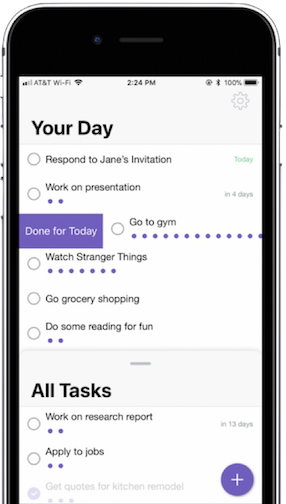 AT&T Wi-Fi 2:24 PM 100%
Your Day
Respond to Jane's Invitation Today
Work on presentation
in 4 days
Done for Today Go to gym
Watch Stranger Things
Go grocery shopping
Do some reading for fun
All Tasks
Work on research report
in 13 days
Apply to jobs
Get quotes for kitchen remodel